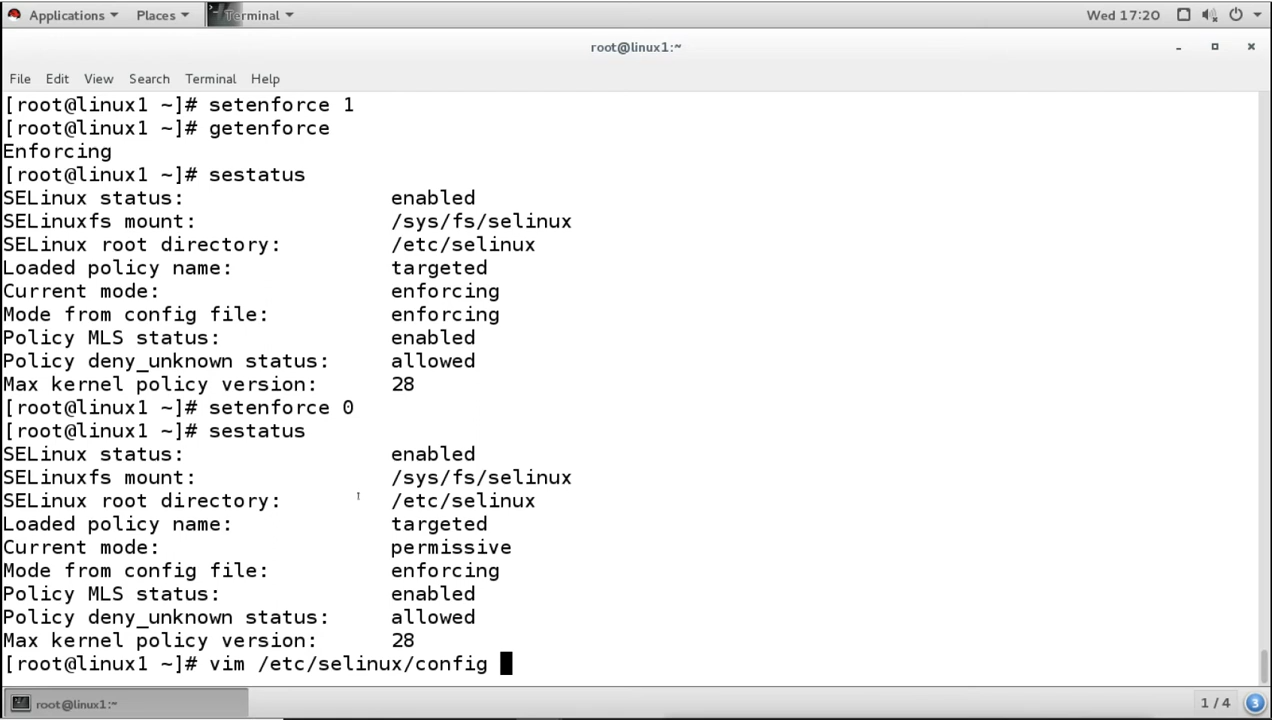 Applications Places Terminal Wed 17:20
root@linux1:~
File Edit View Search Terminal Help
[root@linux1 ~]# setenforce 1
[root@linux1 ~]# getenforce
Enforcing
[root@linux1 ~]# sestatus
SELinux status: enabled
SELinuxfs mount: /sys/fs/selinux
SELinux root directory: /etc/selinux
Loaded policy name: targeted
Current mode: enforcing
Mode from config file: enforcing
Policy MLS status: enabled
Policy deny_unknown status: allowed
Max kernel policy version: 28
[root@linux1 ~]# setenforce 0
[root@linux1 ~]# sestatus
SELinux status: enabled
SELinuxfs mount: /sys/fs/selinux
SELinux root directory: /etc/selinux
Loaded policy name: targeted
Current mode: permissive
Mode from config file: enforcing
Policy MLS status: enabled
Policy deny_unknown status: allowed
Max kernel policy version: 28
[root@linux1 ~]# vim /etc/selinux/config
root@linux1:~ 1 / 4 3